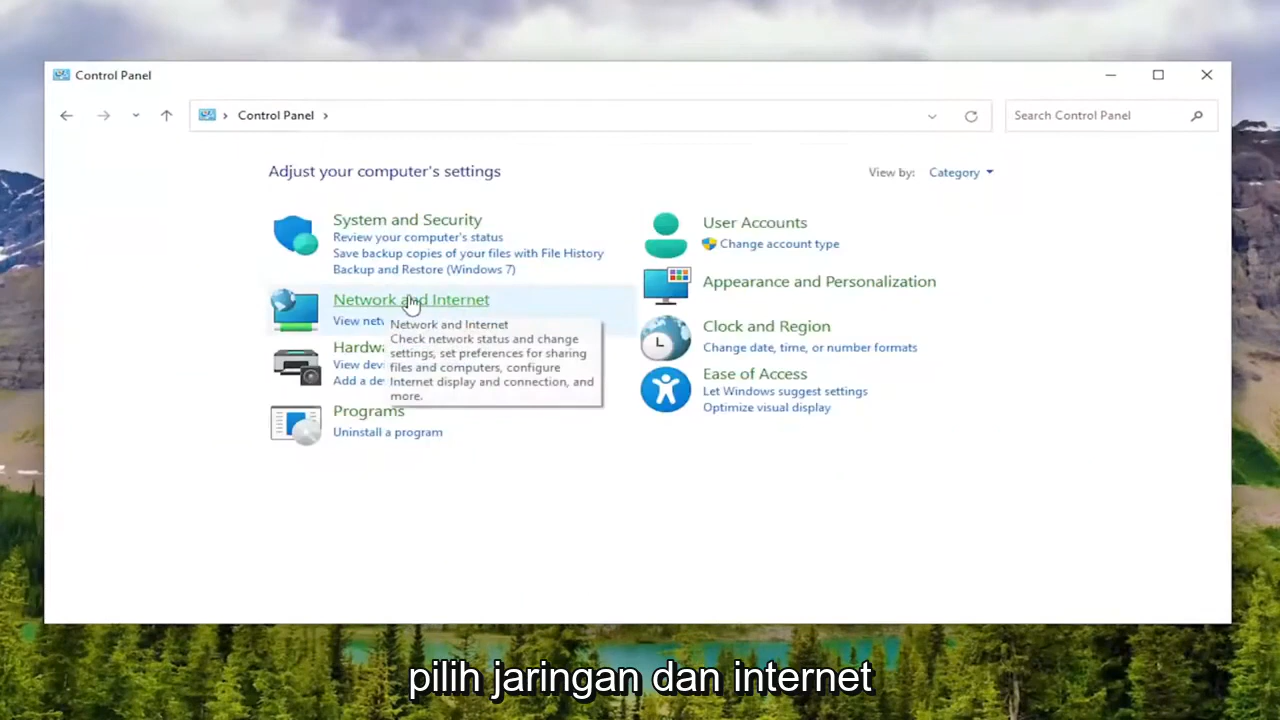 Control Panel
Control Panel
Search Control Panel
Adjust your computer's settings
View by: Category
System and Security
Review your computer's status
Save backup copies of your files with File History
Backup and Restore (Windows 7)
Network and Internet
View
Network and Internet
Check network status and change
settings, set preferences for sharing
files and computers, configure
Internet display and connection, and
more.
Add a
Programs
Uninstall a program
User Accounts
Change account type
Appearance and Personalization
Clock and Region
Change date, time, or number formats
Ease of Access
Let Windows suggest settings
Optimize visual display
pilih jaringan dan internet